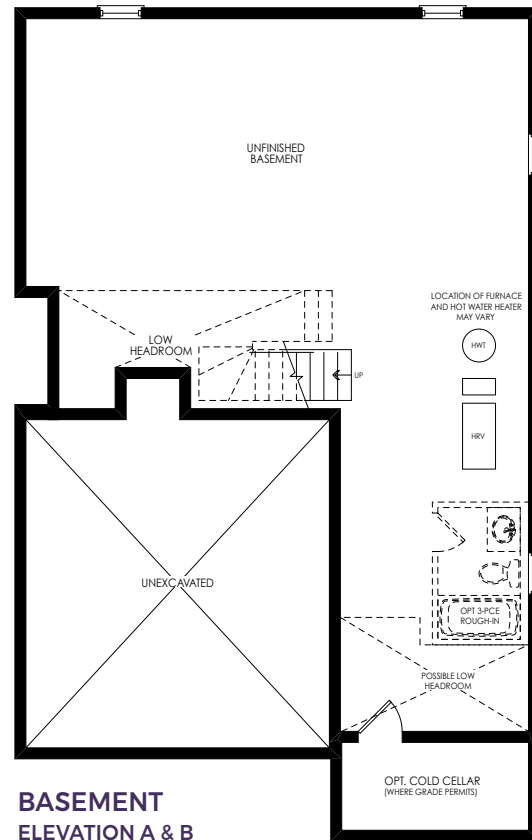 UNFINISHED
BASEMENT
LOCATION OF FURNACE
AND HOT WATER HEATER
MAY VARY
LOW
HEADROOM
HWT
UP
HRV
UNEXCAVATED
OPT 3-PCE
ROUGH-IN
POSSIBLE LOW
HEADROOM
OPT. COLD CELLAR
(WHERE GRADE PERMITS)
BASEMENT
ELEVATION A & B